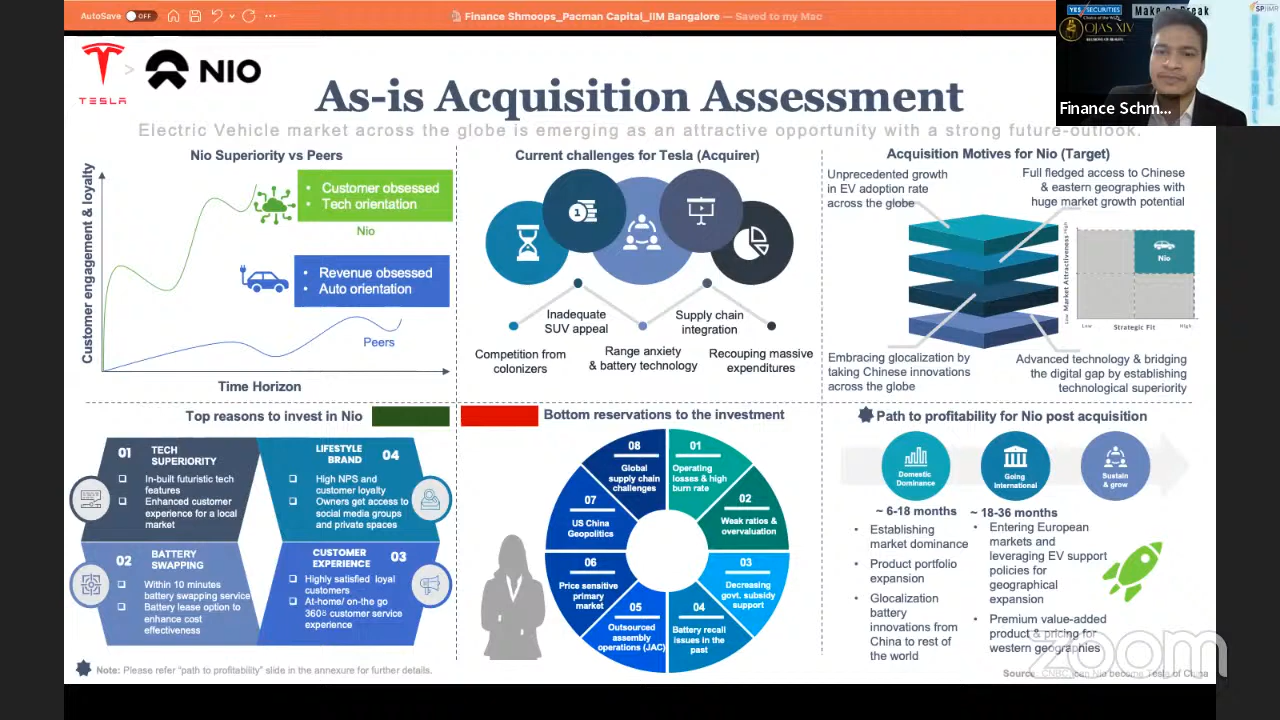 AutoSave OFF
Finance Shmoops_Pacman Capital_IIM Bangalore — Saved to my Mac
YES SECURITIES
OJAS XIV
Make Or Break
Finance Schm...
TESLA
>
NIO
As-is Acquisition Assessment
Electric Vehicle market across the globe is emerging as an attractive opportunity with a strong future-outlook.
Nio Superiority vs Peers
Customer engagement & loyalty
• Customer obsessed
• Tech orientation
Nio
• Revenue obsessed
• Auto orientation
Peers
Time Horizon
Current challenges for Tesla (Acquirer)
Inadequate
SUV appeal
Supply chain
integration
Competition from
colonizers
Range anxiety
& battery technology
Recouping massive
expenditures
Acquisition Motives for Nio (Target)
Unprecedented growth
in EV adoption rate
across the globe
Full fledged access to Chinese
& eastern geographies with
huge market growth potential
Market Attractiveness
Nio
Low
Strategic Fit
High
Embracing glocalization by
taking Chinese innovations
across the globe
Advanced technology & bridging
the digital gap by establishing
technological superiority
Top reasons to invest in Nio
01
TECH
SUPERIORITY
In-built futuristic tech
features
Enhanced customer
experience for a local
market
LIFESTYLE
BRAND
04
High NPS and
customer loyalty
Owners get access to
social media groups
and private spaces
02
BATTERY
SWAPPING
Within 10 minutes
battery swapping service
Battery lease option to
enhance cost
effectiveness
CUSTOMER
EXPERIENCE
03
Highly satisfied loyal
customers
At-home/ on-the go
customer service
experience
Note: Please refer “path to profitability” slide in the annexure for further details.
Bottom reservations to the investment
01
Operating
losses & high
burn rate
02
Weak ratios &
overvaluation
03
Decreasing
govt. subsidy
support
04
Battery recall
issues in the
past
05
Outsourced
assembly
operations (JAC)
06
Price sensitive
primary
market
07
US China
Geopolitics
08
Global
supply chain
challenges
Path to profitability for Nio post acquisition
Domestic
Dominance
Going
International
Sustain
& grow
~ 6-18 months
• Establishing
market dominance
• Product portfolio
expansion
• Glocalization
battery
innovations from
China to rest of
the world
~ 18-36 months
• Entering European
markets and
leveraging EV support
policies for
geographical
expansion
• Premium value-added
product & pricing for
western geographies
Source: CNBC, can Nio become Tesla of China
zoom